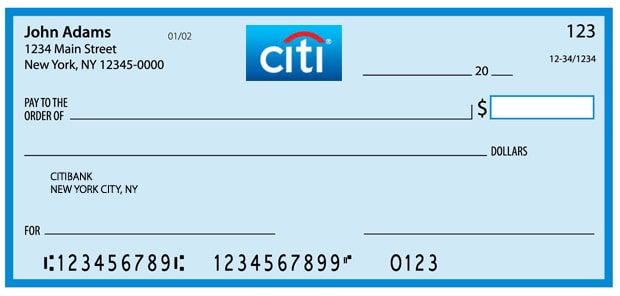 John Adams
01/02
1234 Main Street
New York, NY 12345-0000
citi®
123
12-34/1234
20
PAY TO THE
ORDER OF
$
DOLLARS
CITIBANK
NEW YORK CITY, NY
FOR
⑆123456789⑆ 1234567899⑈ 0123